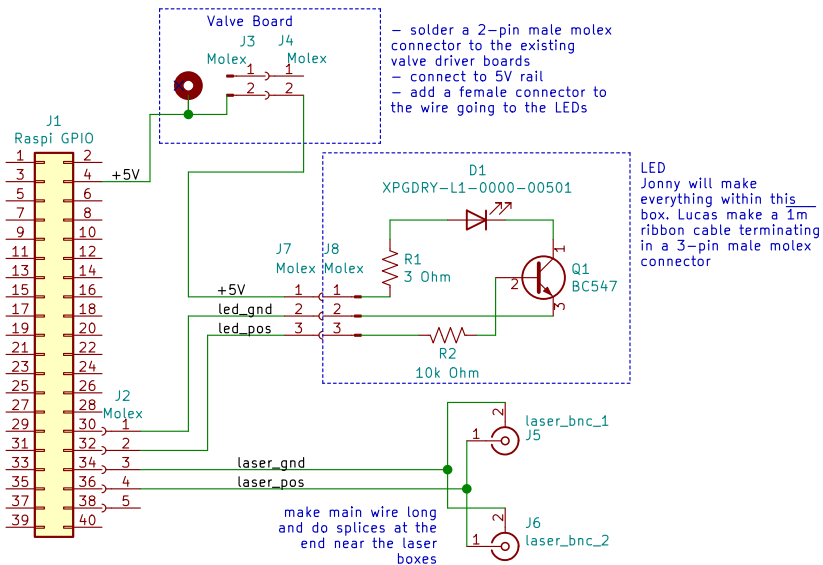 Valve Board
J3
J4
Molex
Molex
1
1
2
2
– solder a 2-pin male molex
connector to the existing
valve driver boards
– connect to 5V rail
– add a female connector to
the wire going to the LEDs
J1
Raspi GPIO
1
2
3
4
+5V
5
6
7
8
9
10
11
12
13
14
15
16
17
18
19
20
21
22
23
24
25
26
27
28
29
30
31
32
33
34
35
36
37
38
39
40
J2
Molex
1
2
3
4
5
LED
Jonny will make
everything within this
box. Lucas make a 1m
ribbon cable terminating
in a 3-pin male molex
connector
D1
XPGDRY-L1-0000-00501
J7
J8
Molex
Molex
R1
3 Ohm
Q1
BC547
1
2
3
+5V
1
1
led_gnd
2
2
led_pos
3
3
R2
10k Ohm
laser_gnd
laser_pos
2
1
laser_bnc_1
J5
make main wire long
and do splices at the
end near the laser
boxes
2
1
J6
laser_bnc_2